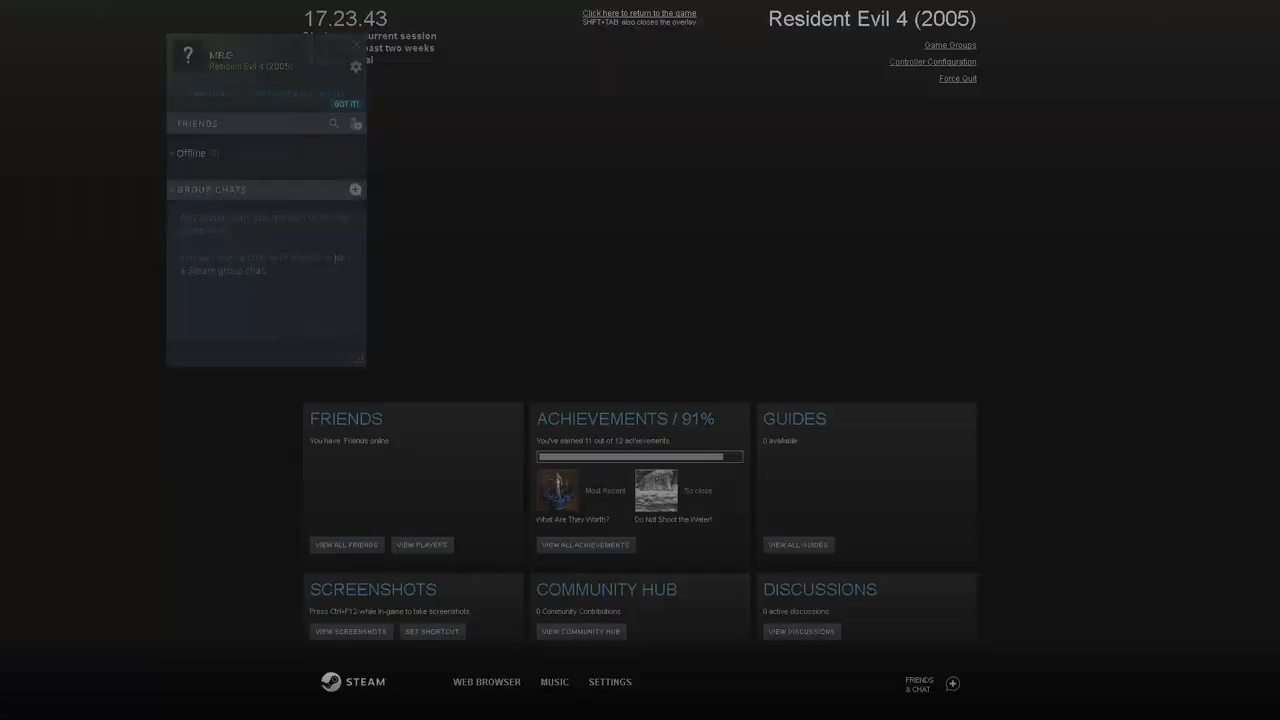 17.23.43
Click here to return to the game
SHIFT+TAB also closes the overlay
Resident Evil 4 (2005)
Game Groups
Controller Configuration
Force Quit
current session
past two weeks
MR.G
Resident Evil 4 (2005)
GOT IT!
FRIENDS
Offline (0)
GROUP CHATS
a Steam group chat.
FRIENDS
You have Friends online
VIEW ALL FRIENDS
VIEW PLAYERS
ACHIEVEMENTS / 91%
You've earned 11 out of 12 achievements
Most Recent
So close
What Are They Worth?
Do Not Shoot the Water!
VIEW ALL ACHIEVEMENTS
GUIDES
0 available
VIEW ALL GUIDES
SCREENSHOTS
Press Ctrl+F12 while in-game to take screenshots.
VIEW SCREENSHOTS
SET SHORTCUT
COMMUNITY HUB
0 Community Contributions
VIEW COMMUNITY HUB
DISCUSSIONS
0 active discussions
VIEW DISCUSSIONS
STEAM
WEB BROWSER
MUSIC
SETTINGS
FRIENDS
& CHAT